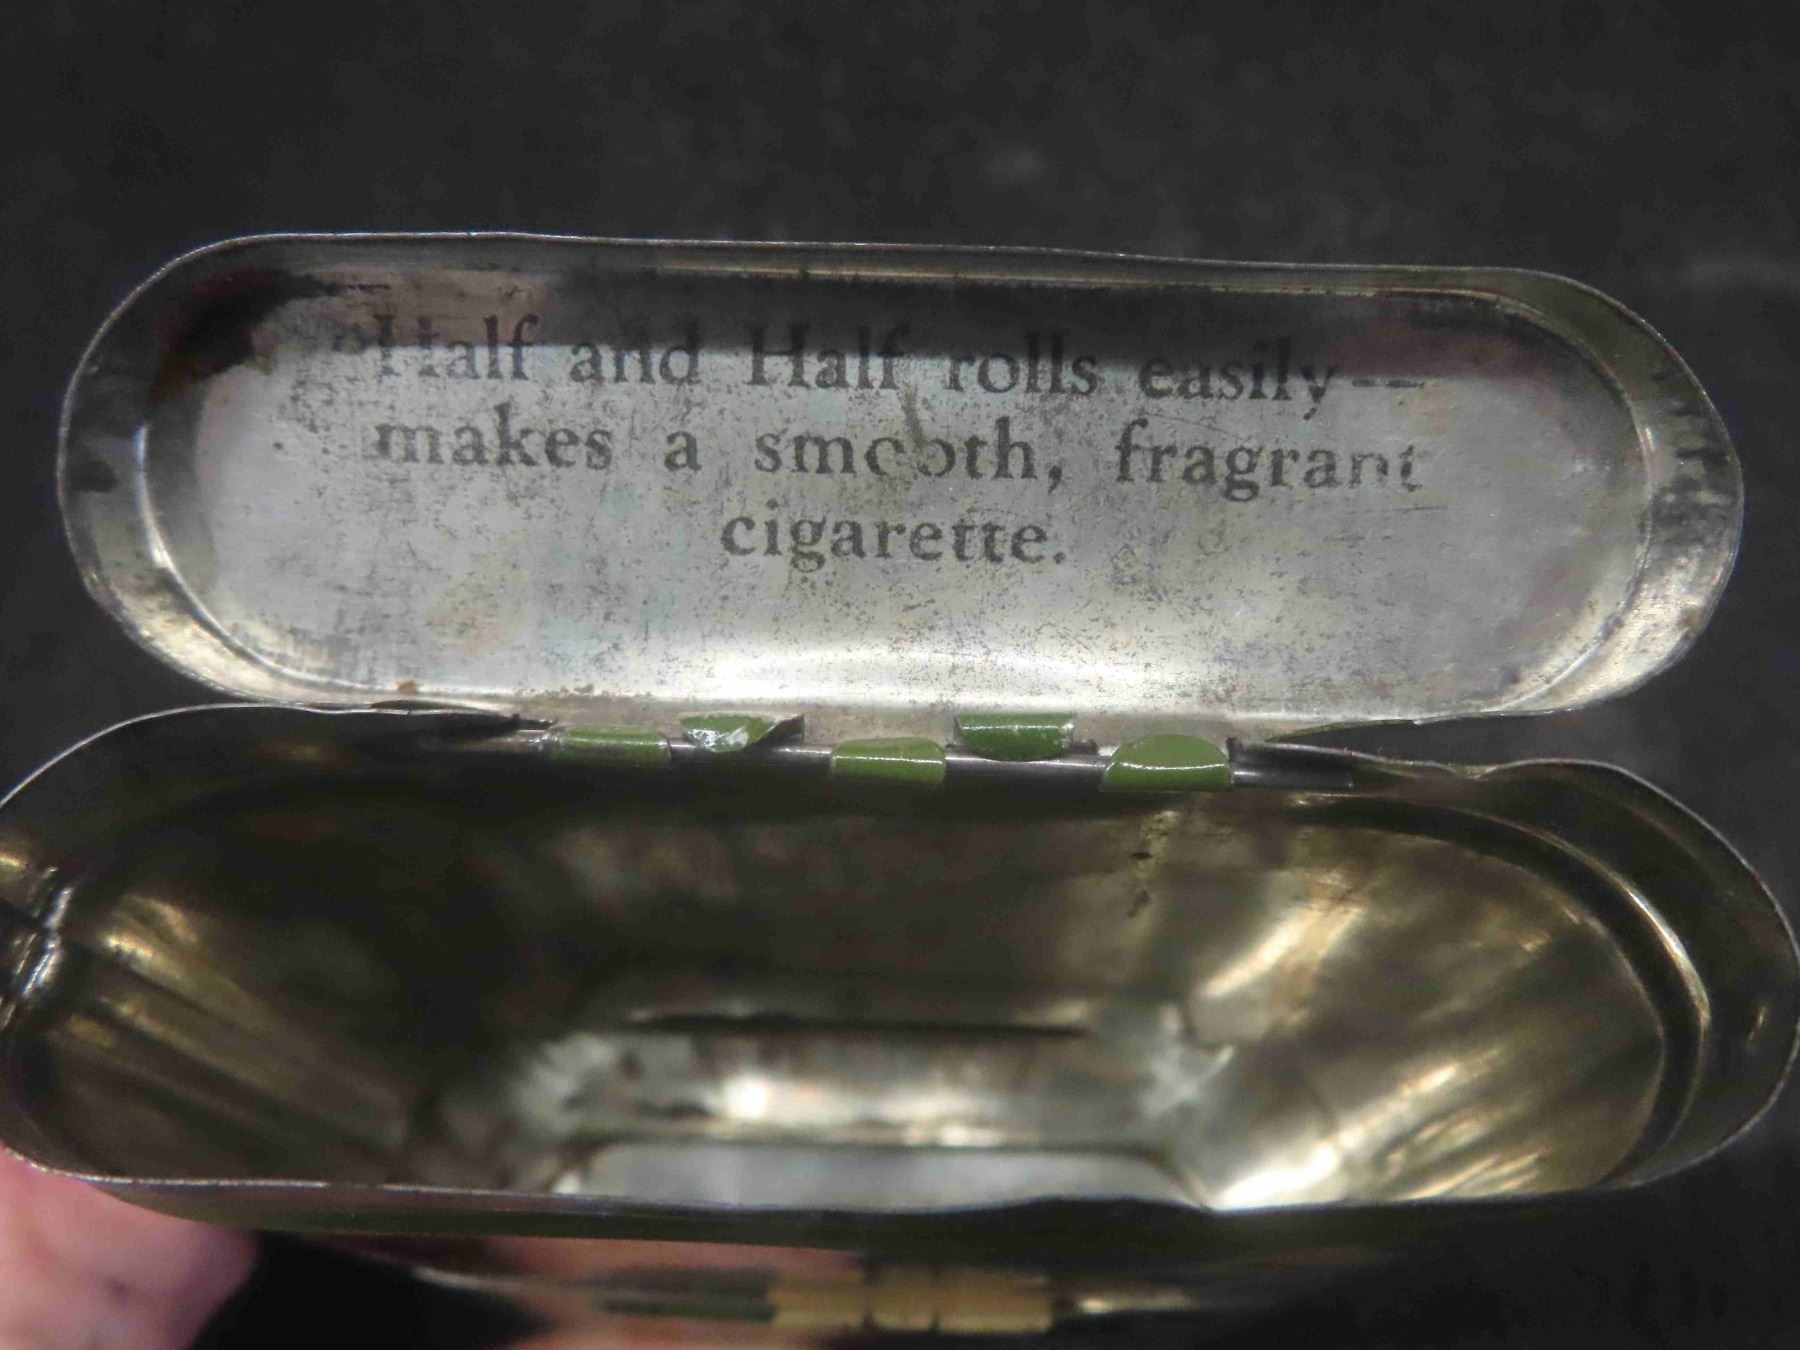 Half and Half rolls easily--
makes a smooth, fragrant
cigarette.